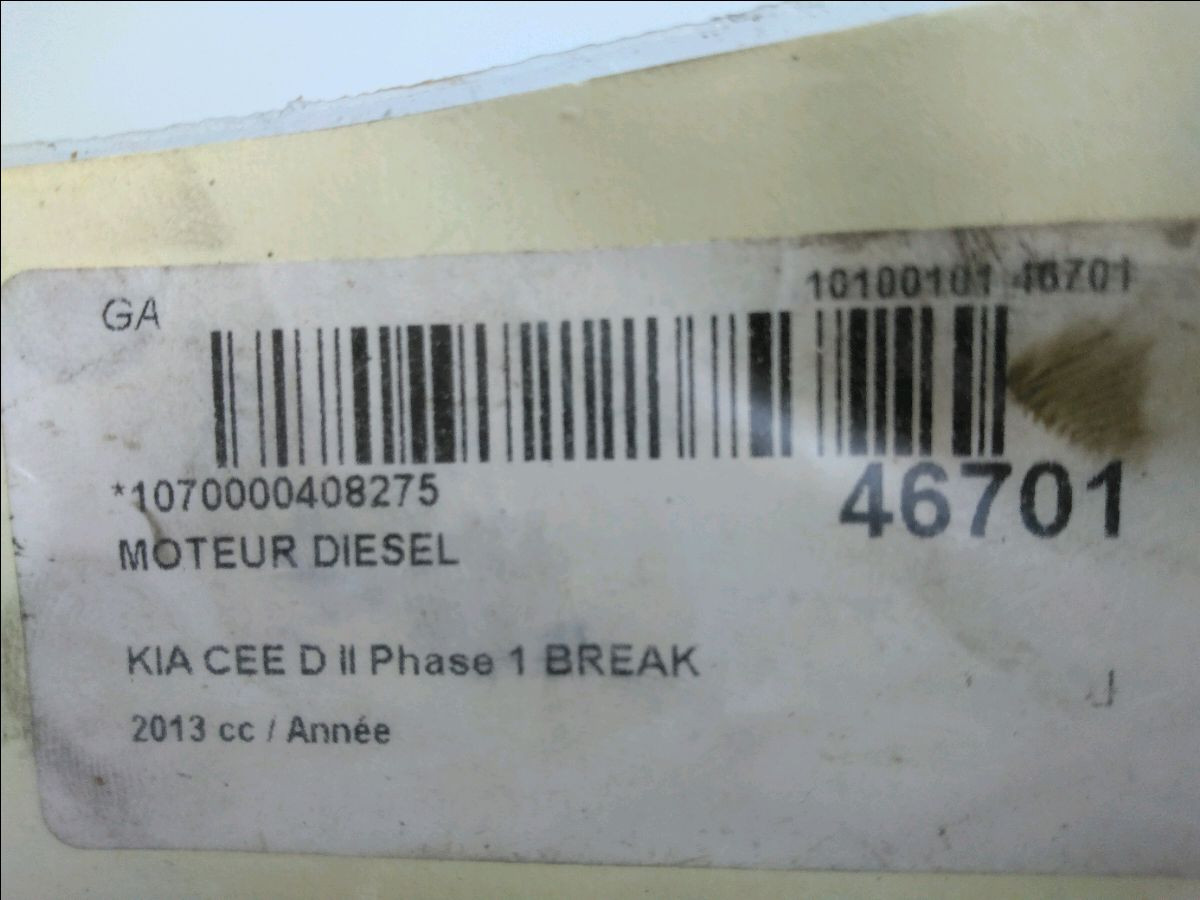 10100101 46701
GA
*1070000408275
46701
MOTEUR DIESEL
KIA CEE D II Phase 1 BREAK
2013 cc / Année